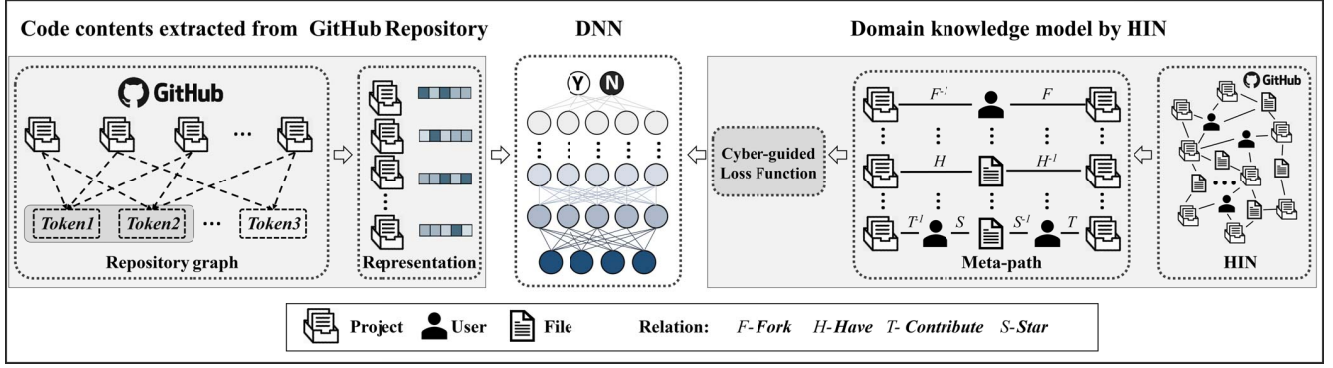 Code contents extracted from GitHub Repository
DNN
Domain knowledge model by HIN
GitHub
...
Token1
Token2
...
Token3
Repository graph
Representation
Y
N
Cyber-guided
Loss Function
F⁻¹
F
H
H⁻¹
T⁻¹
S
S⁻¹
T
Meta-path
GitHub
HIN
Project
User
File
Relation: F-Fork H-Have T- Contribute S-Star